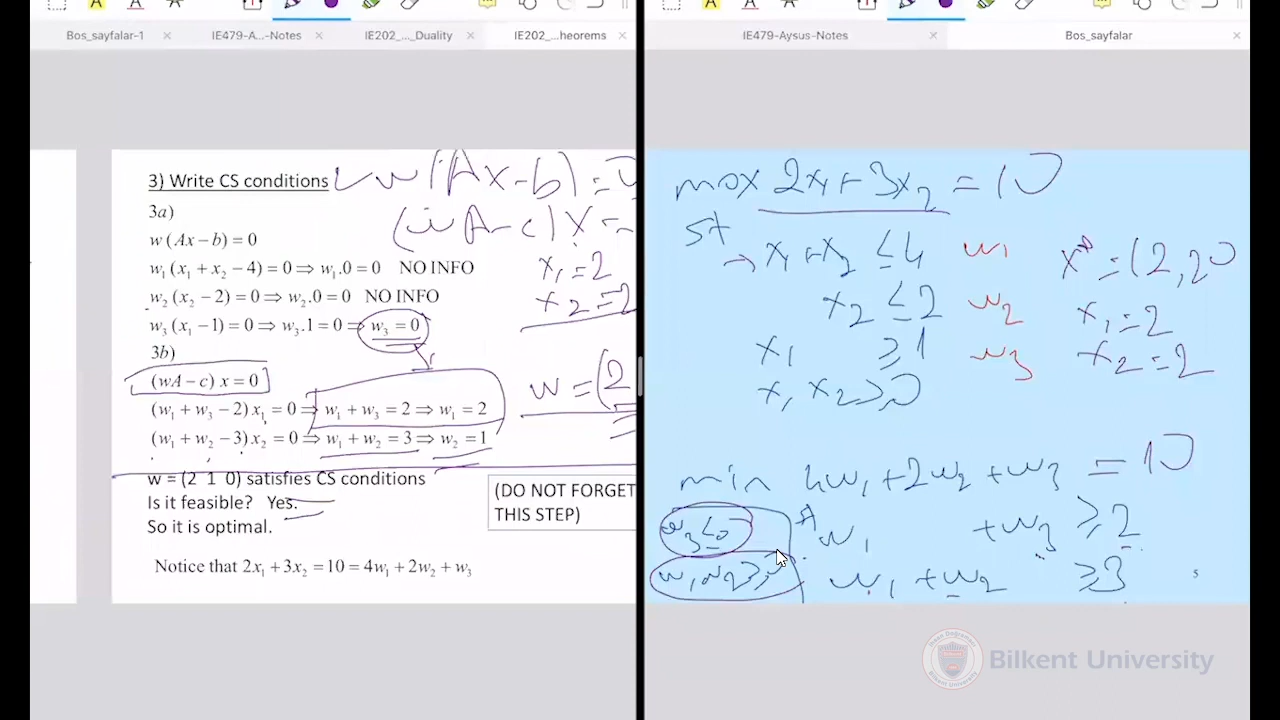 Bos_sayfalar-1
IE479-A...-Notes
IE202_..._Duality
IE202_...heorems
IE479-Aysus-Notes
Bos_sayfalar
3) Write CS conditions
w(Ax-b)=0
(wA-c)x=
3a)
w(Ax-b)=0
w₁(x₁+x₂-4)=0⇒w₁.0=0 NO INFO
w₂(x₂-2)=0⇒w₂.0=0 NO INFO
w₃(x₁-1)=0⇒w₃.1=0⇒w₃=0
x₁=2
x₂=2
3b)
(wA-c)x=0
(w₁+w₃-2)x₁=0⇒w₁+w₃=2⇒w₁=2
(w₁+w₂-3)x₂=0⇒w₁+w₂=3⇒w₂=1
w=(2
w = (2 1 0) satisfies CS conditions
Is it feasible? Yes.
So it is optimal.
(DO NOT FORGET
THIS STEP)
Notice that 2x₁+3x₂=10=4w₁+2w₂+w₃
max 2x₁+3x₂ =10
st
x₁+x₂ ≤4 w₁
x₂ ≤2 w₂
x₁ ≥1 w₃
x₁ x₂≥0
x*=(2,2)
x₁=2
x₂=2
min 4w₁+2w₂+w₃ =10
st w₁ +w₃ ≥2
w₁+w₂ ≥3
w₃≤0
w₁,w₂≥0
5
Bilkent University